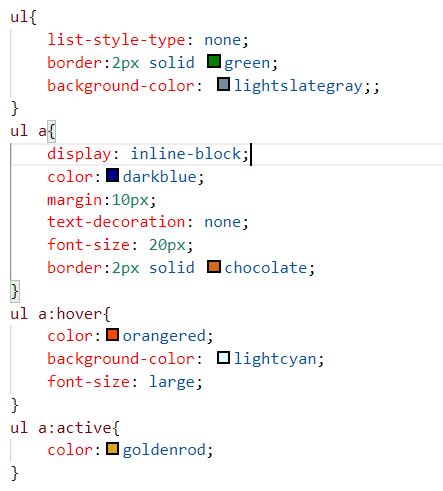 ul{
    list-style-type: none;
    border:2px solid green;
    background-color: lightslategray;;
}
ul a{
    display: inline-block;
    color:darkblue;
    margin:10px;
    text-decoration: none;
    font-size: 20px;
    border:2px solid chocolate;
}
ul a:hover{
    color:orangered;
    background-color: lightcyan;
    font-size: large;
}
ul a:active{
    color:goldenrod;
}